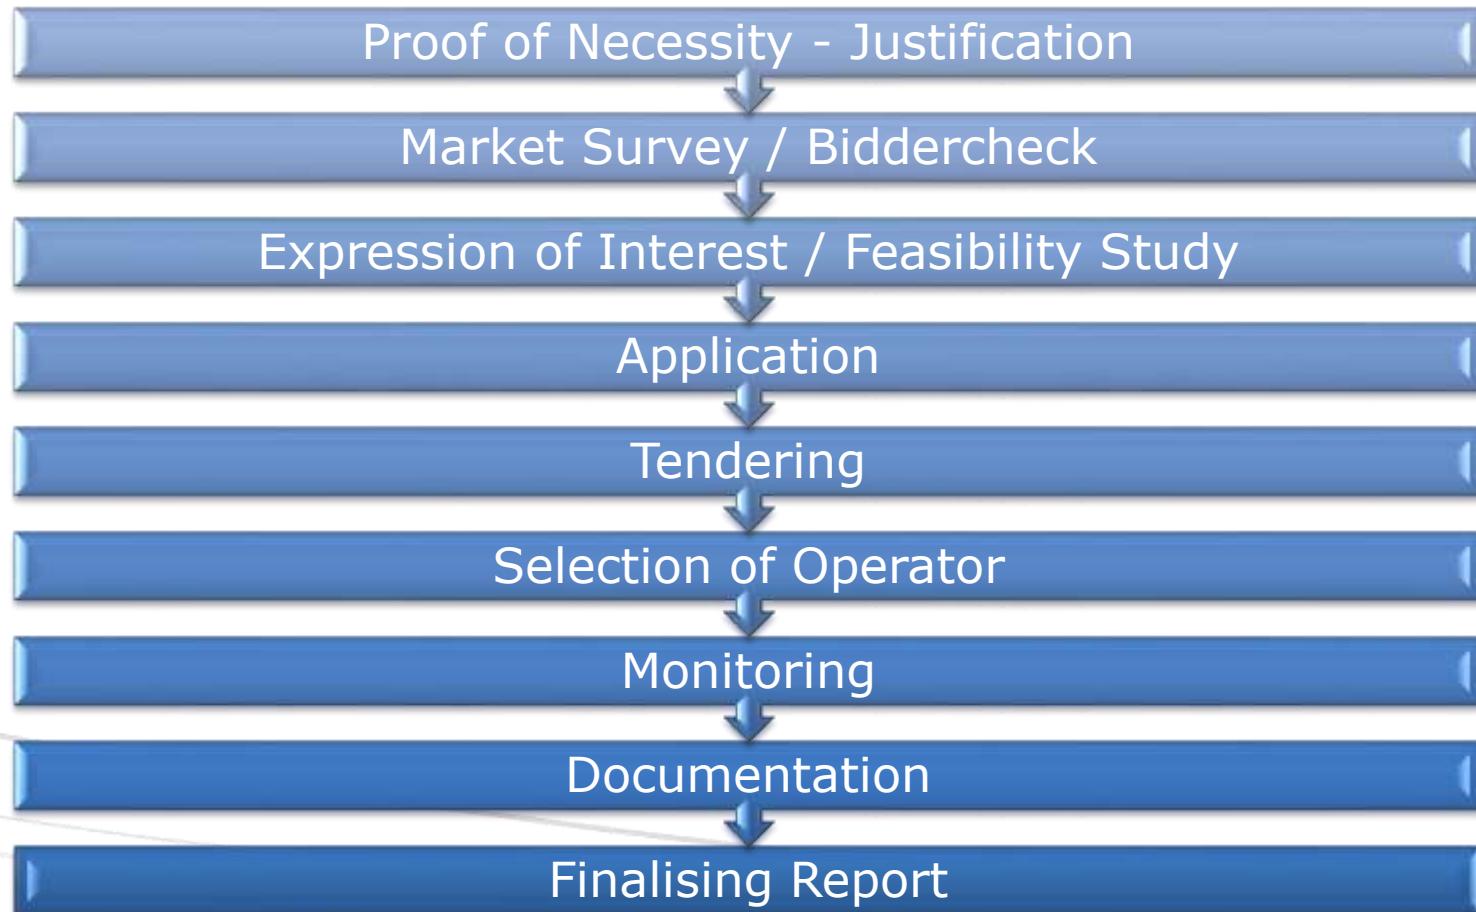 Proof of Necessity - Justification
Market Survey / Biddercheck
Expression of Interest / Feasibility Study
Application
Tendering
Selection of Operator
Monitoring
Documentation
Finalising Report